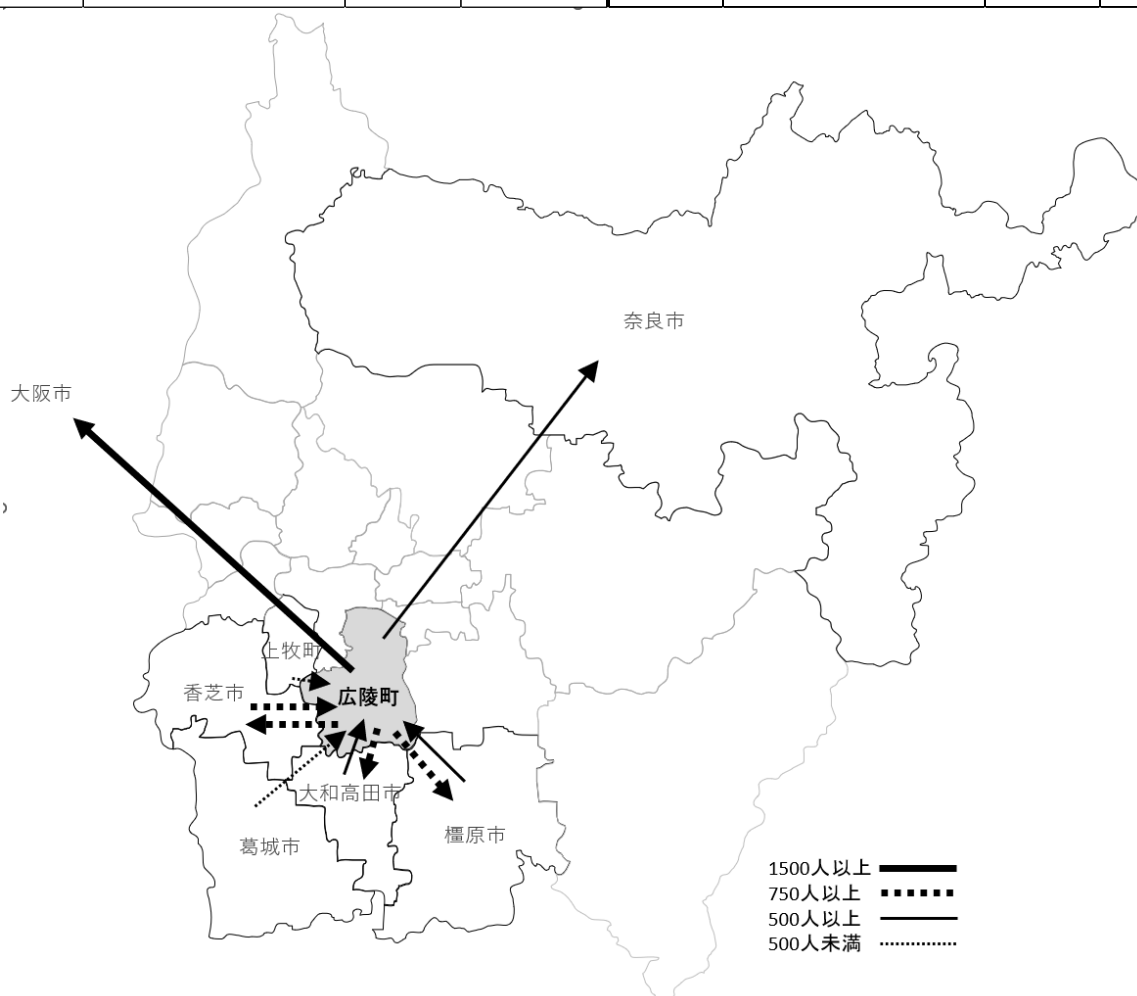 奈良市
大阪市
上牧町
香芝市
広陵町
大和高田市
橿原市
葛城市
1500人以上
750人以上
500人以上
500人未満